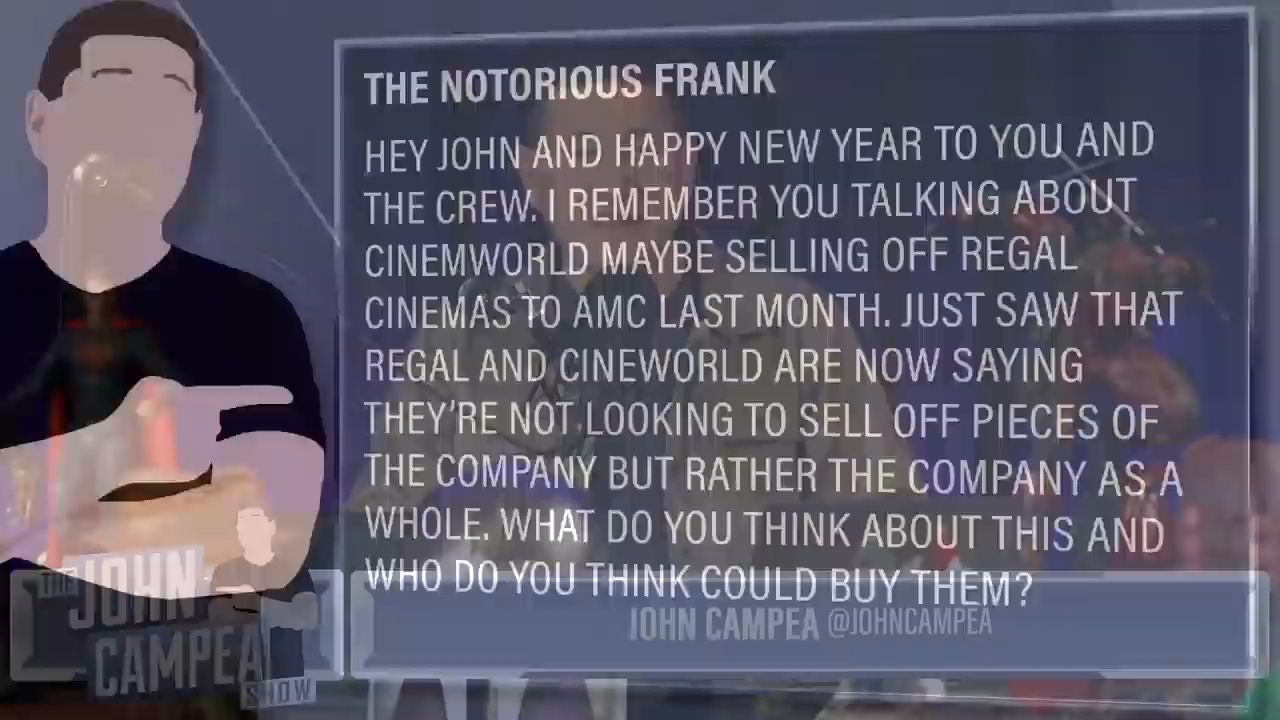 THE NOTORIOUS FRANK
HEY JOHN AND HAPPY NEW YEAR TO YOU AND
THE CREW. I REMEMBER YOU TALKING ABOUT
CINEMWORLD MAYBE SELLING OFF REGAL
CINEMAS TO AMC LAST MONTH. JUST SAW THAT
REGAL AND CINEWORLD ARE NOW SAYING
THEY'RE NOT LOOKING TO SELL OFF PIECES OF
THE COMPANY BUT RATHER THE COMPANY AS A
WHOLE. WHAT DO YOU THINK ABOUT THIS AND
WHO DO YOU THINK COULD BUY THEM?
JOHN CAMPEA @JOHNCAMPEA
THE JOHN
CAMPEA
SHOW